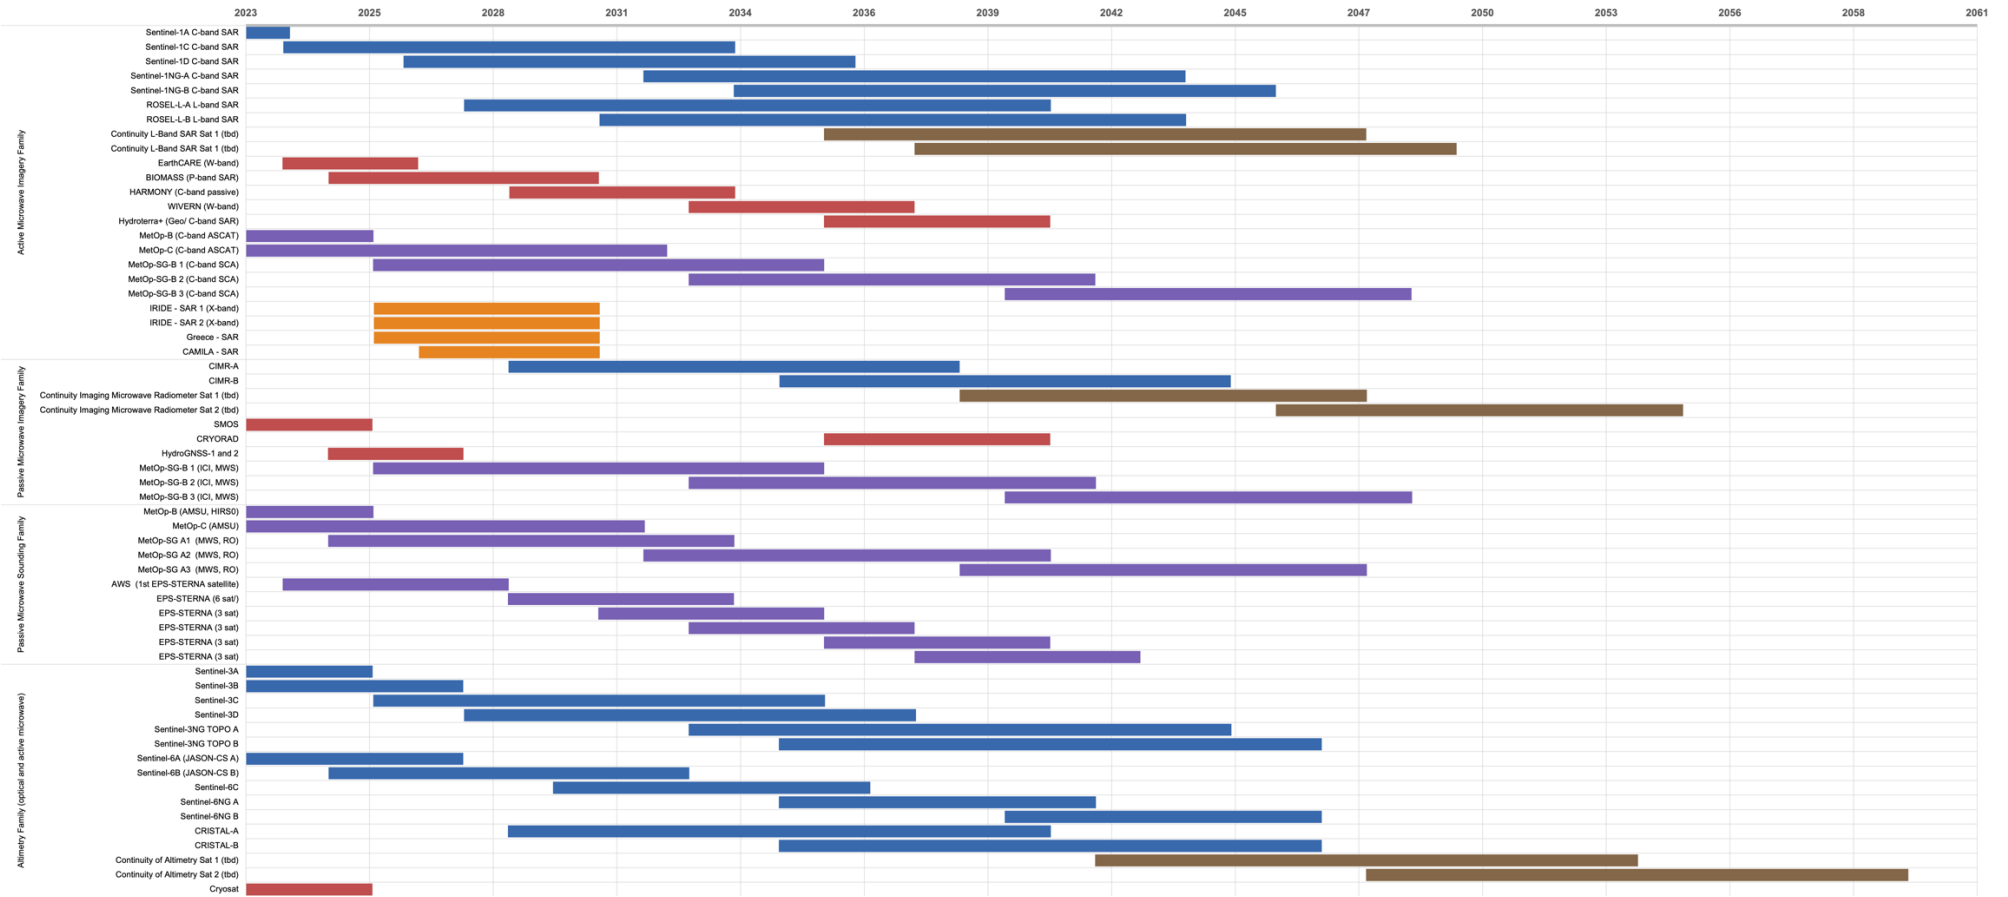 2023 2025 2028 2031 2034 2036 2039 2042 2045 2047 2050 2053 2056 2058 2061
Active Microwave Imagery Family
Sentinel-1A C-band SAR
Sentinel-1C C-band SAR
Sentinel-1D C-band SAR
Sentinel-1NG-A C-band SAR
Sentinel-1NG-B C-band SAR
ROSEL-L-A L-band SAR
ROSEL-L-B L-band SAR
Continuity L-Band SAR Sat 1 (tbd)
Continuity L-Band SAR Sat 1 (tbd)
EarthCARE (W-band)
BIOMASS (P-band SAR)
HARMONY (C-band passive)
WIVERN (W-band)
Hydroterra+ (Geo/ C-band SAR)
MetOp-B (C-band ASCAT)
MetOp-C (C-band ASCAT)
MetOp-SG-B 1 (C-band SCA)
MetOp-SG-B 2 (C-band SCA)
MetOp-SG-B 3 (C-band SCA)
IRIDE - SAR 1 (X-band)
IRIDE - SAR 2 (X-band)
Greece - SAR
CAMILA - SAR
Passive Microwave Imagery Family
CIMR-A
CIMR-B
Continuity Imaging Microwave Radiometer Sat 1 (tbd)
Continuity Imaging Microwave Radiometer Sat 2 (tbd)
SMOS
CRYORAD
HydroGNSS-1 and 2
MetOp-SG-B 1 (ICI, MWS)
MetOp-SG-B 2 (ICI, MWS)
MetOp-SG-B 3 (ICI, MWS)
Passive Microwave Sounding Family
MetOp-B (AMSU, HIRS0)
MetOp-C (AMSU)
MetOp-SG A1 (MWS, RO)
MetOp-SG A2 (MWS, RO)
MetOp-SG A3 (MWS, RO)
AWS (1st EPS-STERNA satellite)
EPS-STERNA (6 sat/)
EPS-STERNA (3 sat)
EPS-STERNA (3 sat)
EPS-STERNA (3 sat)
EPS-STERNA (3 sat)
Altimetry Family (optical and active microwave)
Sentinel-3A
Sentinel-3B
Sentinel-3C
Sentinel-3D
Sentinel-3NG TOPO A
Sentinel-3NG TOPO B
Sentinel-6A (JASON-CS A)
Sentinel-6B (JASON-CS B)
Sentinel-6C
Sentinel-6NG A
Sentinel-6NG B
CRISTAL-A
CRISTAL-B
Continuity of Altimetry Sat 1 (tbd)
Continuity of Altimetry Sat 2 (tbd)
Cryosat